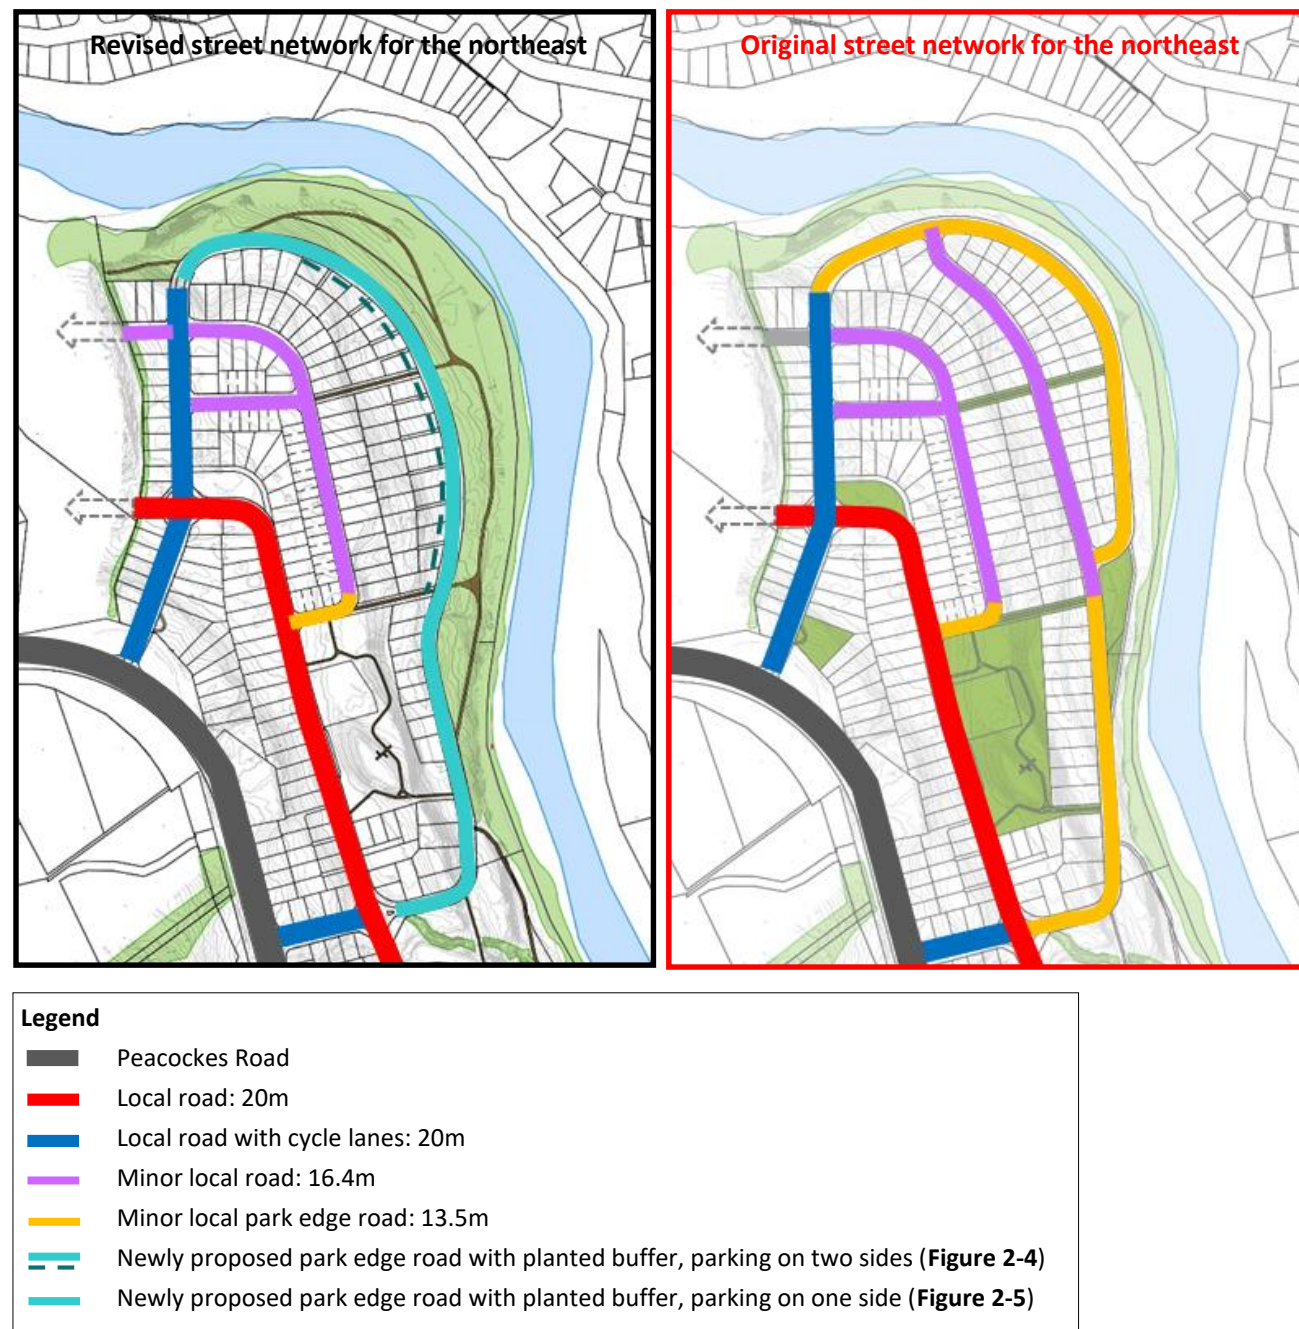 Revised street network for the northeast
Original street network for the northeast
Legend
Peacockes Road
Local road: 20m
Local road with cycle lanes: 20m
Minor local road: 16.4m
Minor local park edge road: 13.5m
Newly proposed park edge road with planted buffer, parking on two sides (Figure 2-4)
Newly proposed park edge road with planted buffer, parking on one side (Figure 2-5)